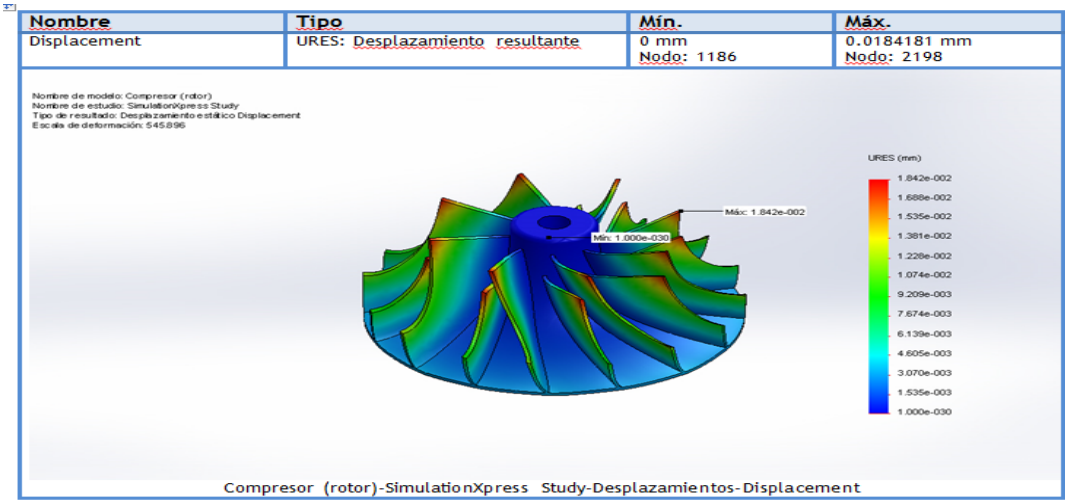 Nombre Tipo Mín. Máx.
Displacement URES: Desplazamiento resultante 0 mm 0.0184181 mm
Nodo: 1186 Nodo: 2198
Nombre de modelo: Compresor (rotor)
Nombre de estudio: SimulationXpress Study
Tipo de resultado: Desplazamiento estático Displacement
Escala de deformación: 545.896
URES (mm)
1.842e-002
1.688e-002
1.535e-002
1.381e-002
1.228e-002
1.074e-002
9.209e-003
7.674e-003
6.139e-003
4.605e-003
3.070e-003
1.535e-003
1.000e-030
Máx: 1.842e-002
Mín: 1.000e-030
Compresor (rotor)-SimulationXpress Study-Desplazamientos-Displacement